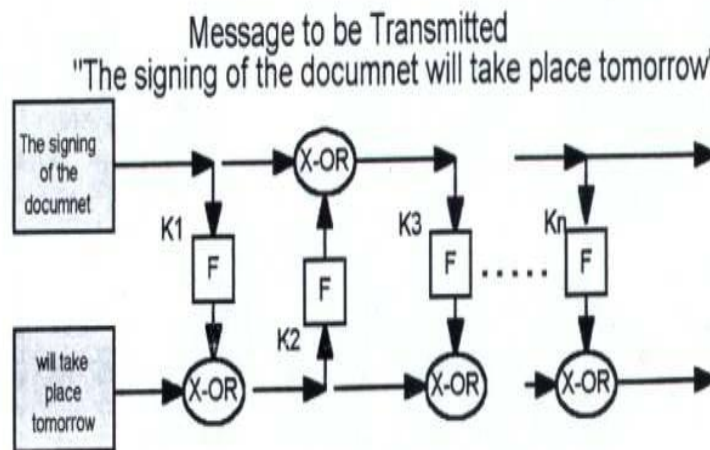 Message to be Transmitted
"The signing of the documnet will take place tomorrow"
The signing
of the
documnet
X-OR
K1
K3
Kn
F
F
F
F
K2
will take
place
tomorrow
X-OR
X-OR
X-OR